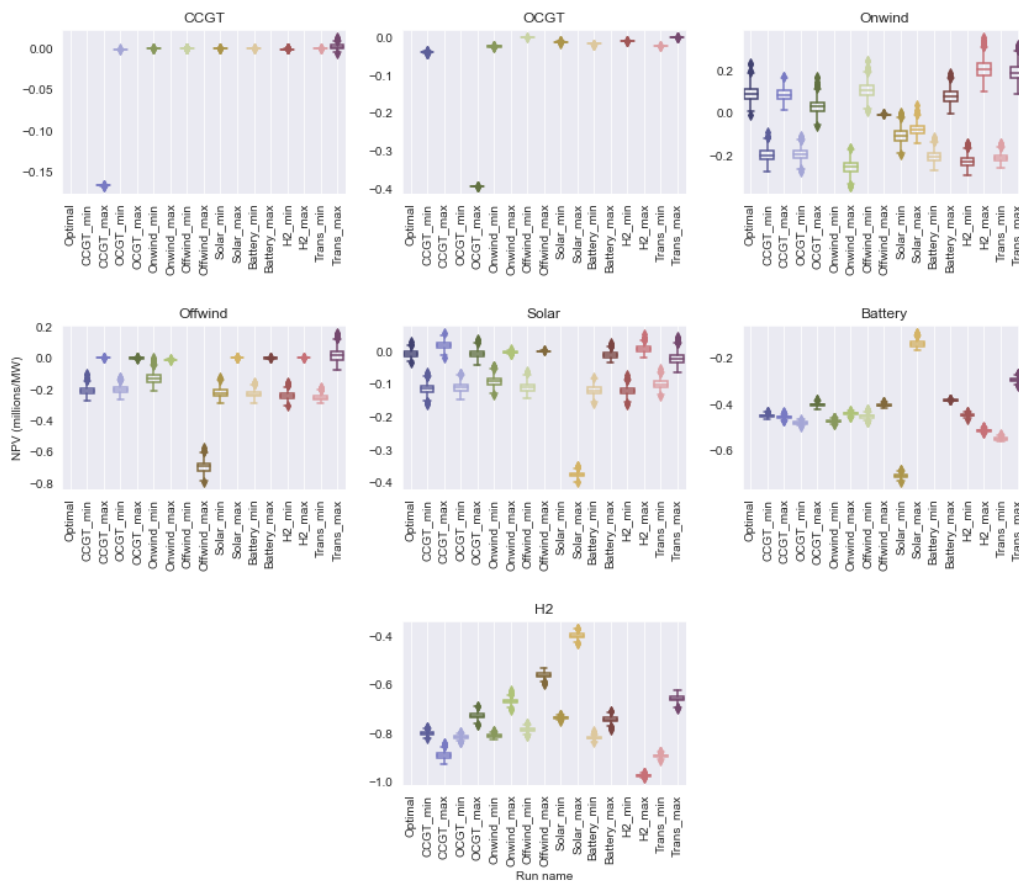 CCGT
OCGT
Onwind
0.00
−0.05
−0.10
−0.15
0.0
−0.1
−0.2
−0.3
−0.4
0.2
0.0
−0.2
Optimal
CCGT_min
CCGT_max
OCGT_min
OCGT_max
Onwind_min
Onwind_max
Offwind_min
Offwind_max
Solar_min
Solar_max
Battery_min
Battery_max
H2_min
H2_max
Trans_min
Trans_max
Optimal
CCGT_min
CCGT_max
OCGT_min
OCGT_max
Onwind_min
Onwind_max
Offwind_min
Offwind_max
Solar_min
Solar_max
Battery_min
Battery_max
H2_min
H2_max
Trans_min
Trans_max
Optimal
CCGT_min
CCGT_max
OCGT_min
OCGT_max
Onwind_min
Onwind_max
Offwind_min
Offwind_max
Solar_min
Solar_max
Battery_min
Battery_max
H2_min
H2_max
Trans_min
Trans_max
Offwind
Solar
Battery
NPV (millions/MW)
0.2
0.0
−0.2
−0.4
−0.6
−0.8
0.0
−0.1
−0.2
−0.3
−0.4
−0.2
−0.4
−0.6
Optimal
CCGT_min
CCGT_max
OCGT_min
OCGT_max
Onwind_min
Onwind_max
Offwind_min
Offwind_max
Solar_min
Solar_max
Battery_min
Battery_max
H2_min
H2_max
Trans_min
Trans_max
Optimal
CCGT_min
CCGT_max
OCGT_min
OCGT_max
Onwind_min
Onwind_max
Offwind_min
Offwind_max
Solar_min
Solar_max
Battery_min
Battery_max
H2_min
H2_max
Trans_min
Trans_max
Optimal
CCGT_min
CCGT_max
OCGT_min
OCGT_max
Onwind_min
Onwind_max
Offwind_min
Offwind_max
Solar_min
Solar_max
Battery_min
Battery_max
H2_min
H2_max
Trans_min
Trans_max
H2
−0.4
−0.6
−0.8
−1.0
Optimal
CCGT_min
CCGT_max
OCGT_min
OCGT_max
Onwind_min
Onwind_max
Offwind_min
Offwind_max
Solar_min
Solar_max
Battery_min
Battery_max
H2_min
H2_max
Trans_min
Trans_max
Run name